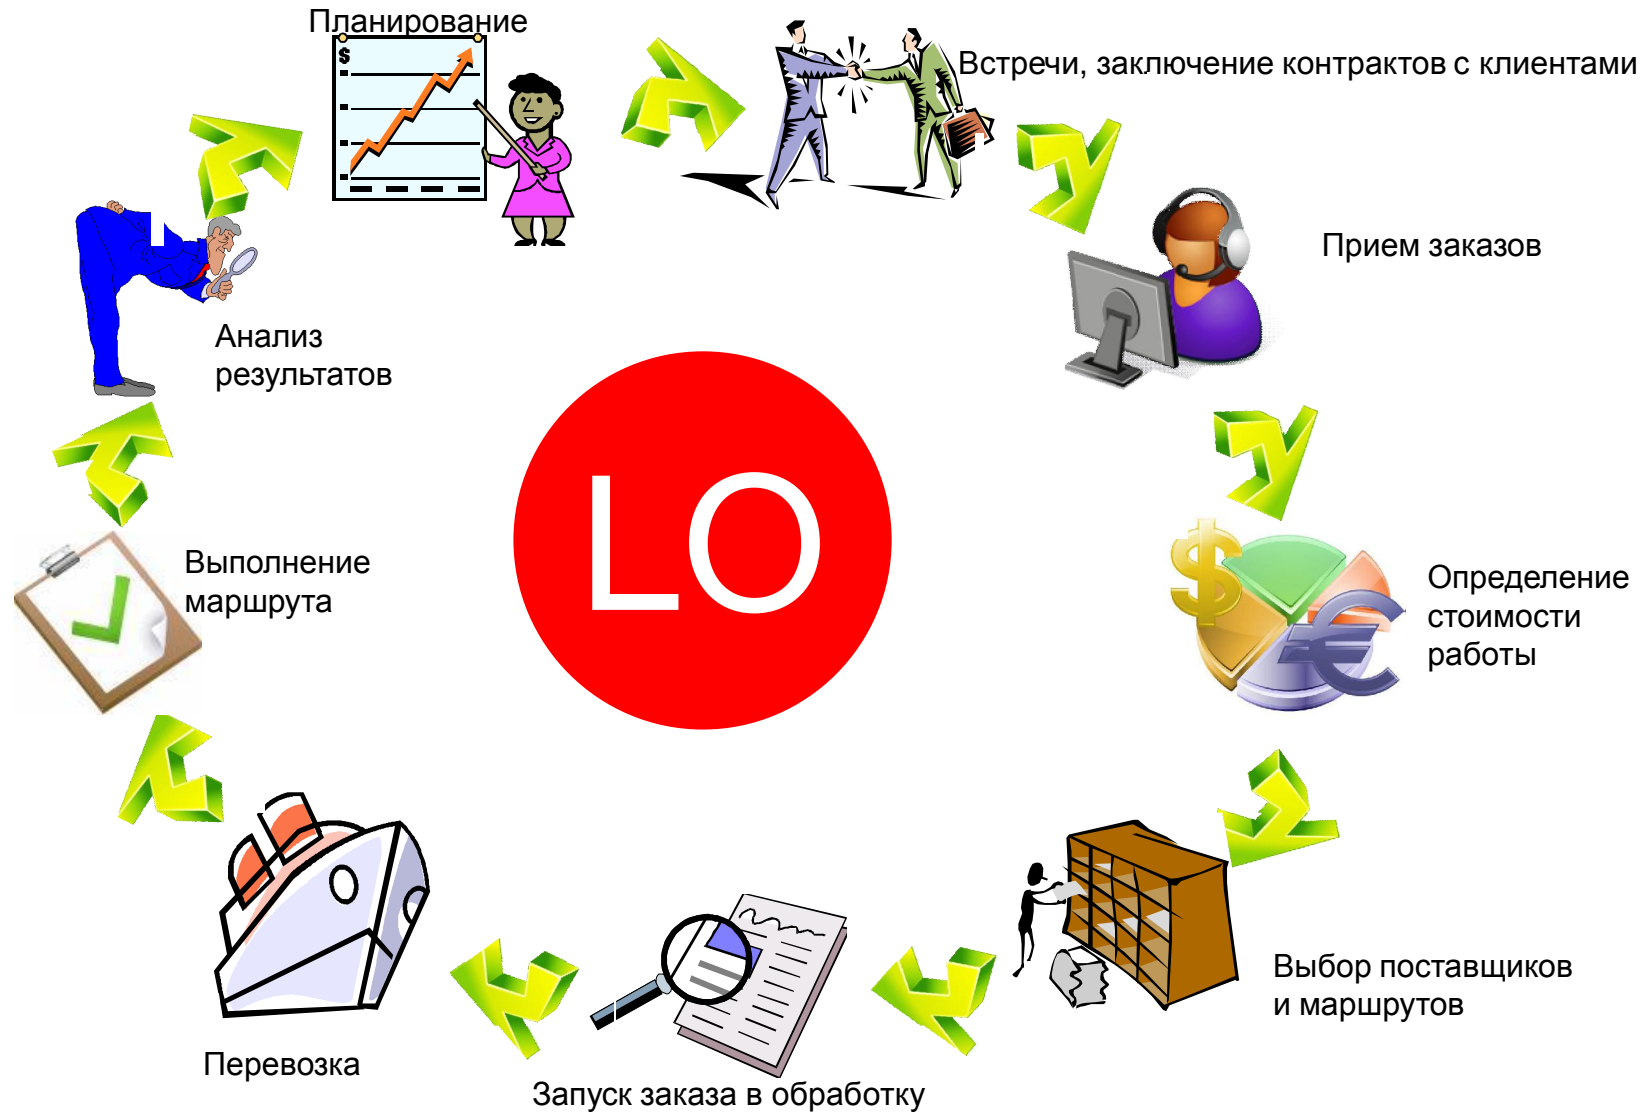 Планирование
Встречи, заключение контрактов с клиентами
$
Прием заказов
Анализ
результатов
LO
Выполнение
маршрута
Определение
стоимости
работы
Выбор поставщиков
и маршрутов
Перевозка
Запуск заказа в обработку